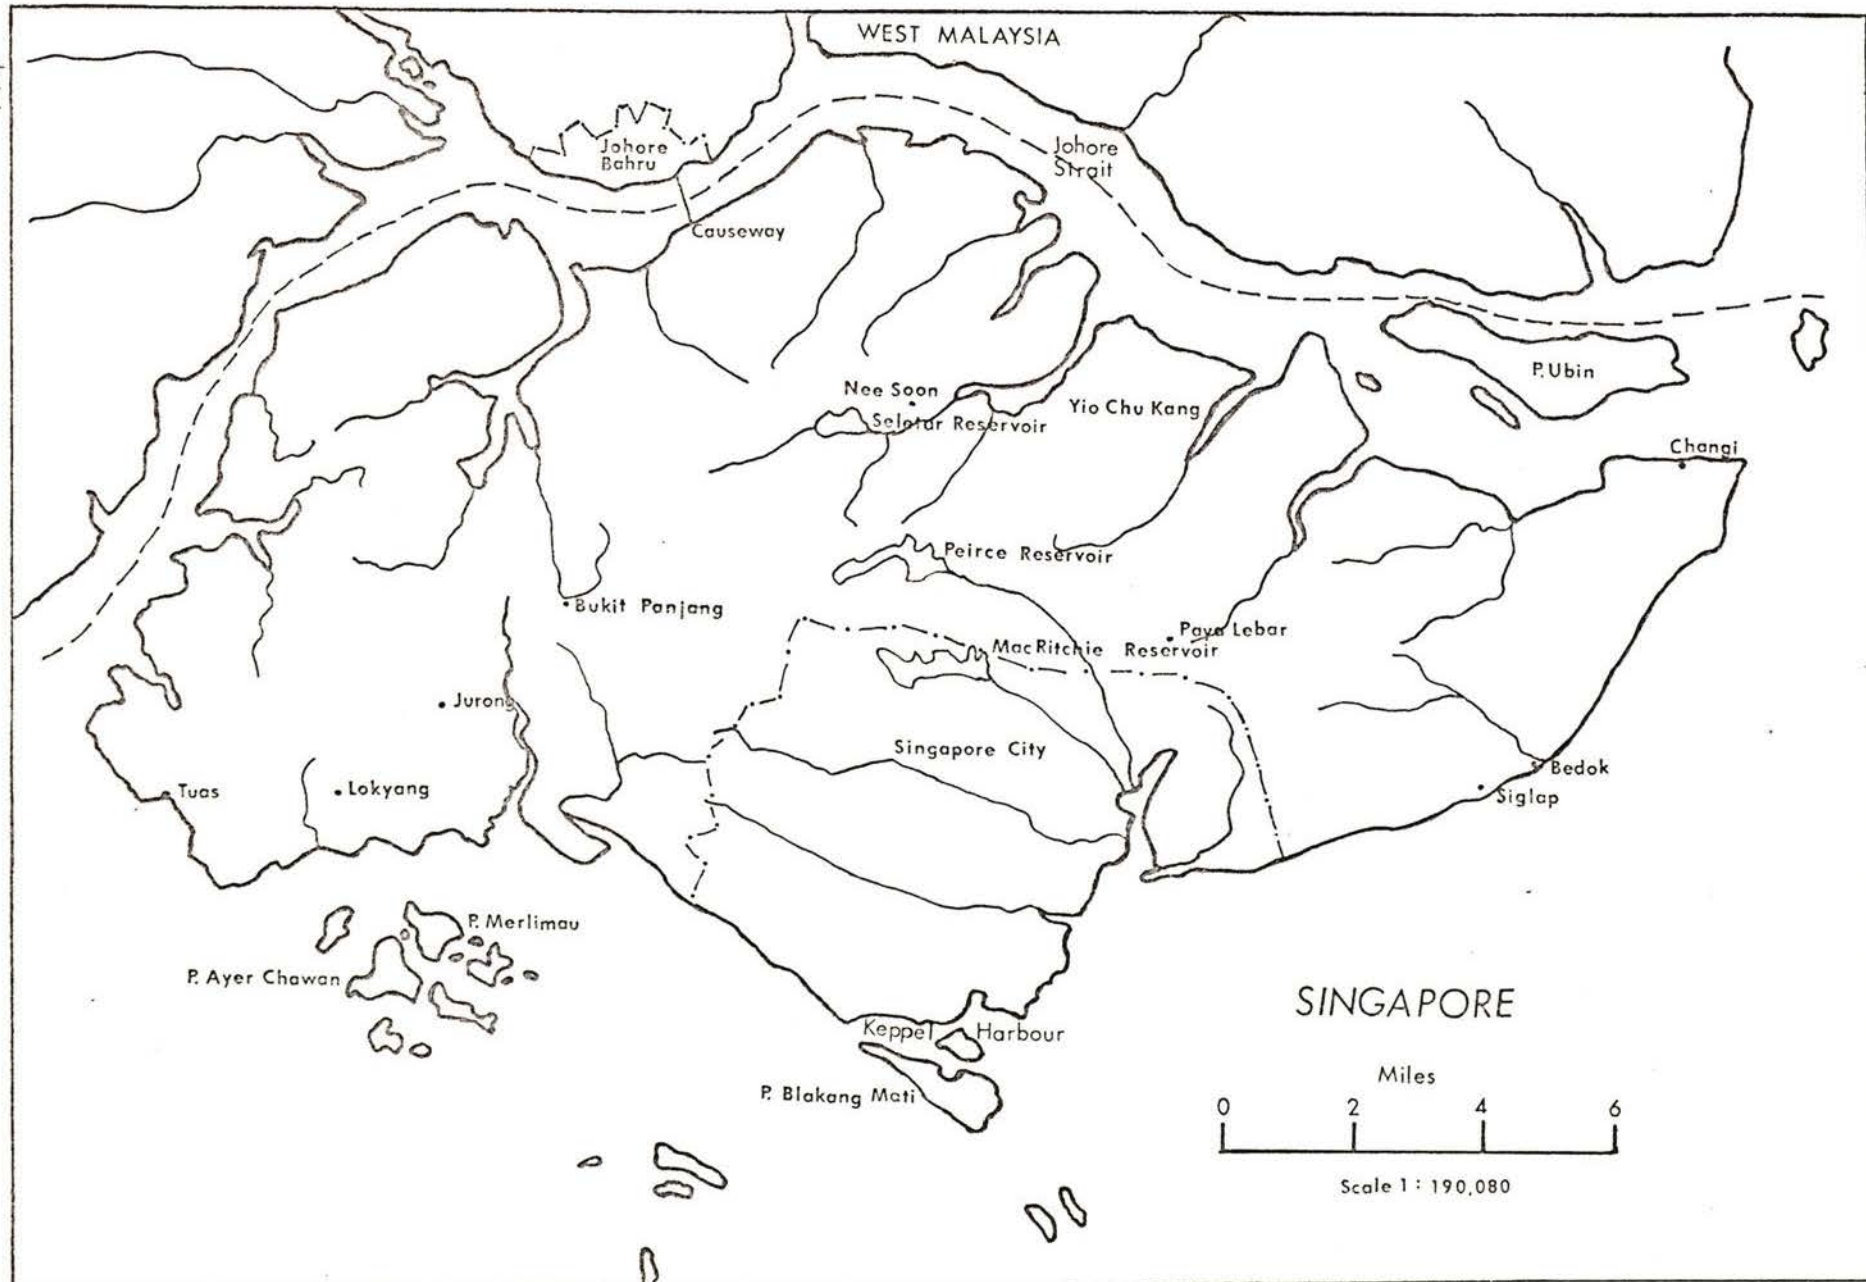 WEST MALAYSIA
Johore
Bahru
Johore
Strait
Causeway
P. Ubin
Nee Soon
Seletar Reservoir
Yio Chu Kang
Changi
Peirce Reservoir
Bukit Panjang
Paya Lebar
MacRitchie Reservoir
Jurong
Singapore City
Tuas
Lokyang
Bedok
Siglap
P. Merlimau
P. Ayer Chawan
SINGAPORE
Keppel Harbour
Miles
P. Blakang Mati
0 2 4 6
Scale 1 : 190,080